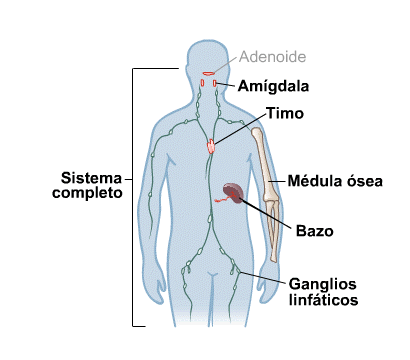 Adenoide
Amígdala
Timo
Sistema
completo
Médula ósea
Bazo
Ganglios
linfáticos